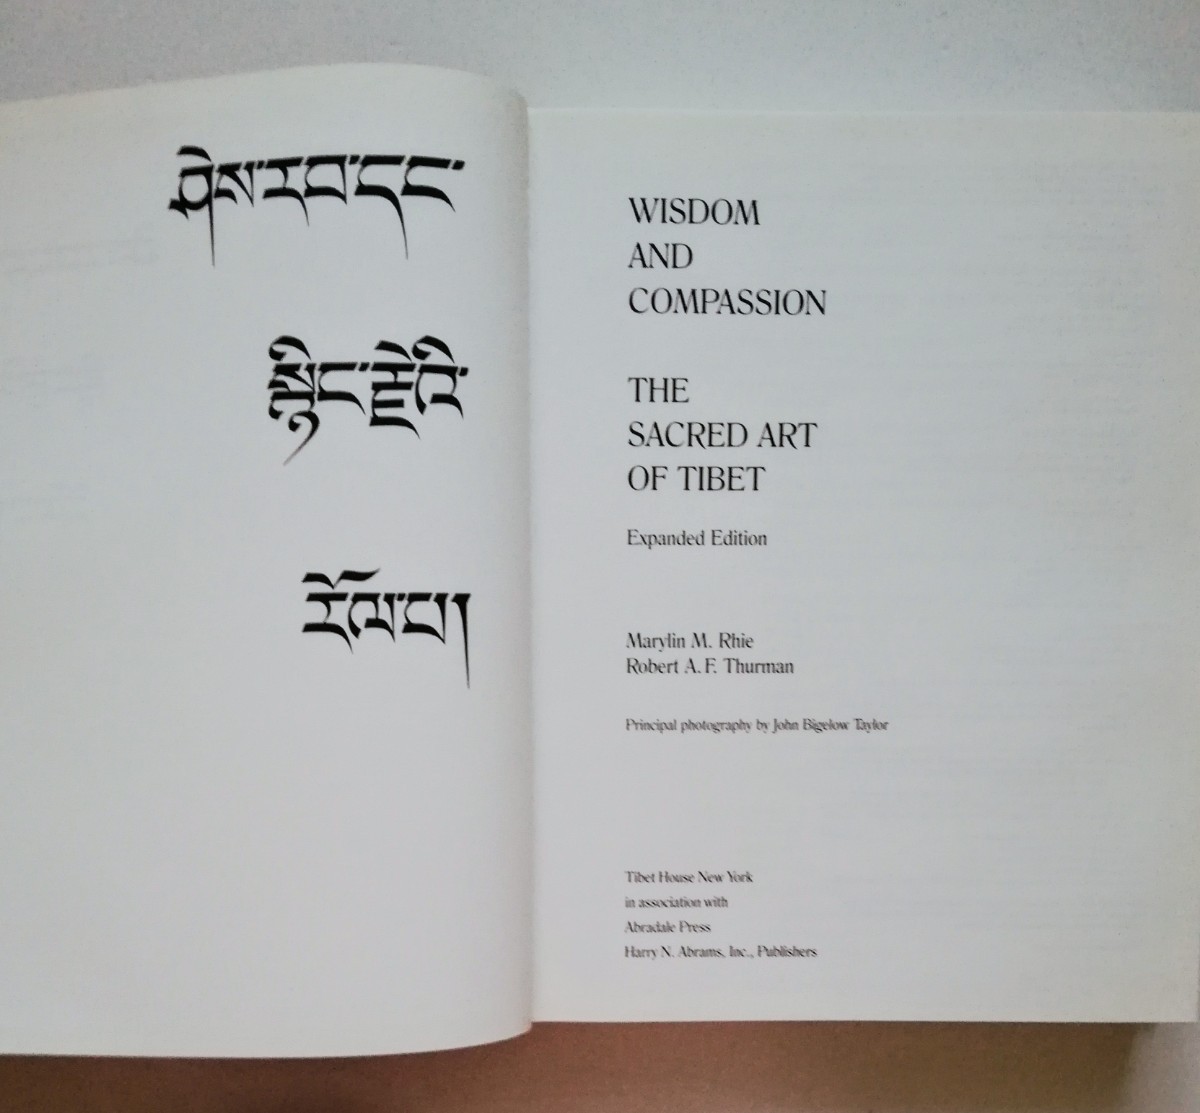 ཤེས་རབ་དང་
སྙིང་རྗེའི་
རོལ་པ།
WISDOM
AND
COMPASSION
THE
SACRED ART
OF TIBET
Expanded Edition
Marylin M. Rhie
Robert A. F. Thurman
Principal photography by John Bigelow Taylor
Tibet House New York
in association with
Abradale Press
Harry N. Abrams, Inc., Publishers